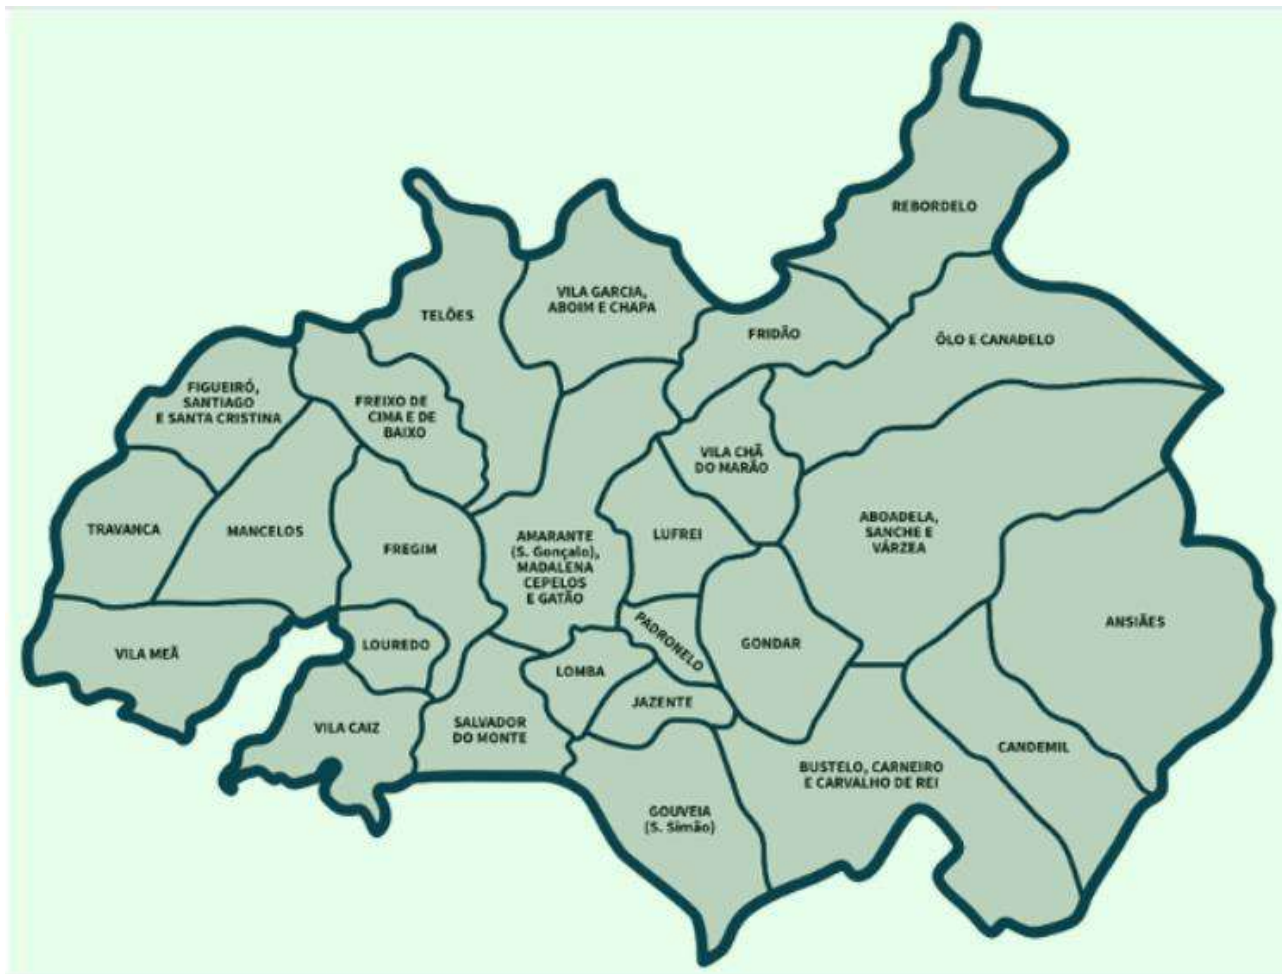 REBORDELO
VILA GARCIA,
ABOIM E CHAPA
TELÕES
FRIDÃO
ÔLO E CANADELO
FIGUEIRÓ,
SANTIAGO
E SANTA CRISTINA
FREIXO DE
CIMA E DE
BAIXO
VILA CHÃ
DO MARÃO
TRAVANCA
MANCELOS
FREGIM
AMARANTE
(S. Gonçalo),
MADALENA
CEPELOS
E GATÃO
LUFREI
ABOADELA,
SANCHE E
VÁRZEA
ANSIÃES
VILA MEÃ
LOUREDO
PADRONELO
GONDAR
LOMBA
JAZENTE
VILA CAIZ
SALVADOR
DO MONTE
CANDEMIL
BUSTELO, CARNEIRO
E CARVALHO DE REI
GOUVEIA
(S. Simão)